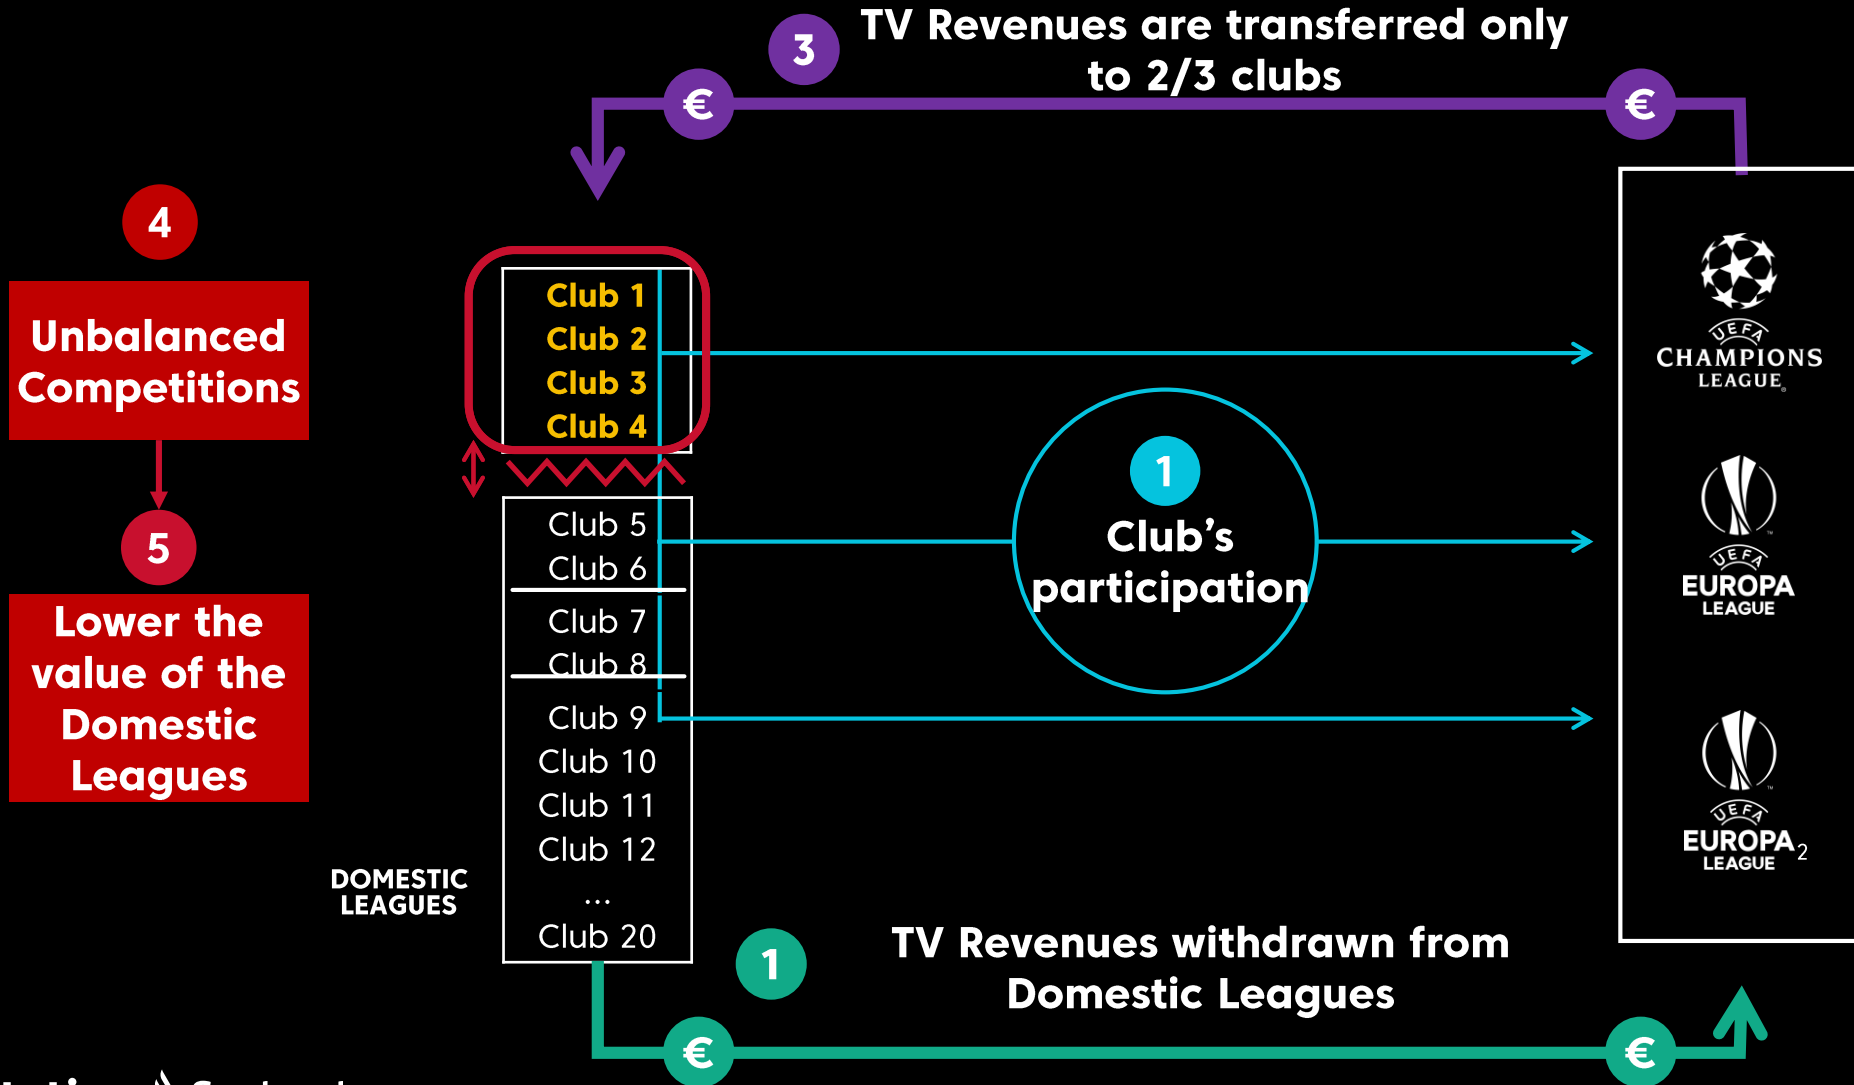 3
TV Revenues are transferred only
to 2/3 clubs
€
€
4
Unbalanced
Competitions
5
Lower the
value of the
Domestic
Leagues
Club 1
Club 2
Club 3
Club 4
Club 5
Club 6
Club 7
Club 8
Club 9
Club 10
Club 11
Club 12
...
Club 20
DOMESTIC
LEAGUES
1
Club’s
participation
UEFA
CHAMPIONS
LEAGUE®
UEFA
EUROPA
LEAGUE
UEFA
EUROPA 2
LEAGUE
1
TV Revenues withdrawn from
Domestic Leagues
€
€